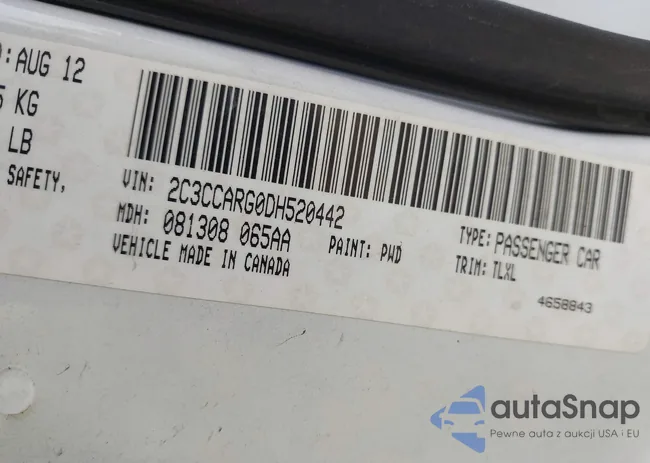 : AUG 12
KG
LB
SAFETY,
VIN: 2C3CCARG0DH520442
MDH: 081308 065AA
PAINT: PWD
TYPE: PASSENGER CAR
VEHICLE MADE IN CANADA
TRIM: TLXL
4658843
autaSnap
Pewne auta z aukcji USA i EU